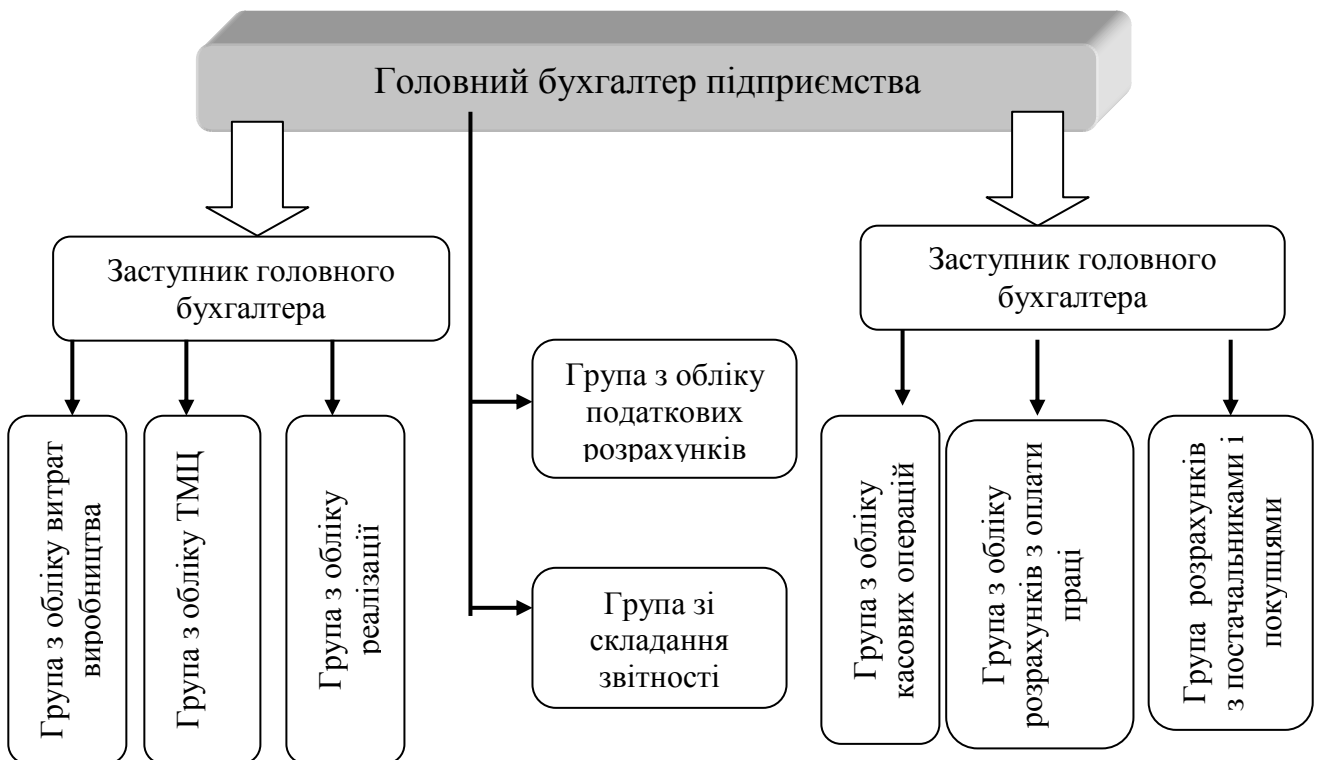 Головний бухгалтер підприємства
Заступник головного
бухгалтера
Заступник головного
бухгалтера
Група з обліку
податкових
розрахунків
Група зі
складання
звітності
Група з обліку витрат
виробництва
Група з обліку ТМЦ
Група з обліку
реалізації
Група з обліку
касових операцій
Група з обліку
розрахунків з оплати
праці
Група розрахунків
з постачальниками і
покупцями